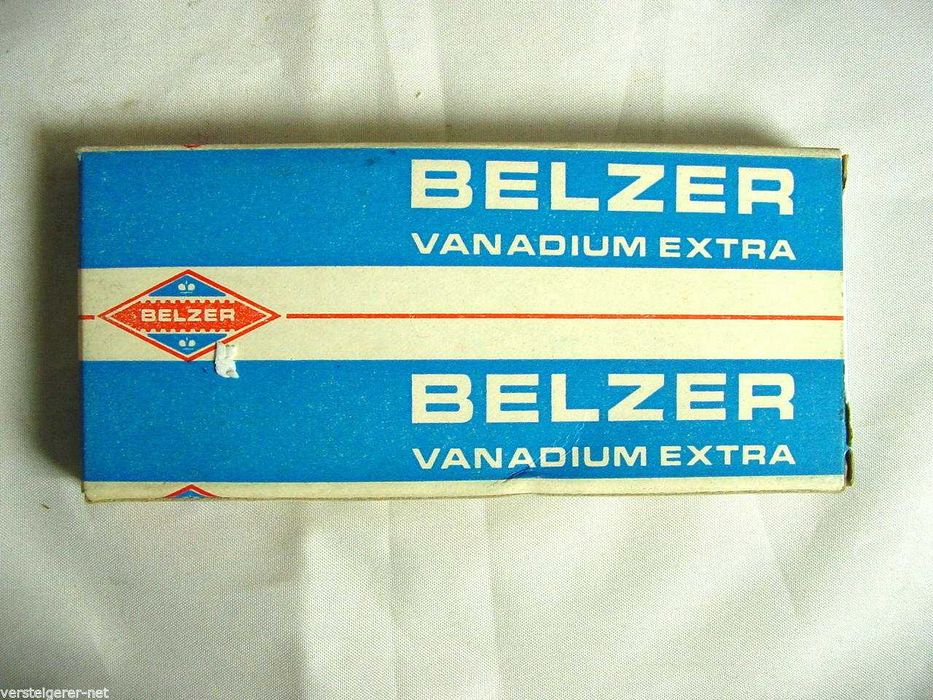 BELZER
VANADIUM EXTRA
BELZER
BELZER
VANADIUM EXTRA
versteigerer-net